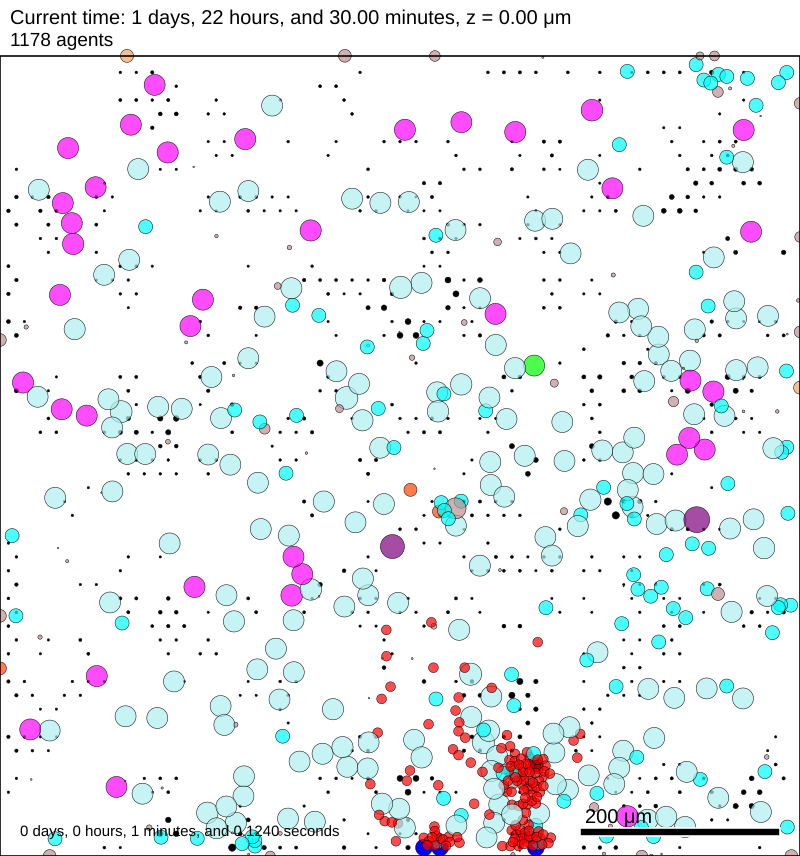 Current time: 1 days, 22 hours, and 30.00 minutes, z = 0.00 μm
1178 agents
200 μm
0 days, 0 hours, 1 minutes, and 0.1240 seconds